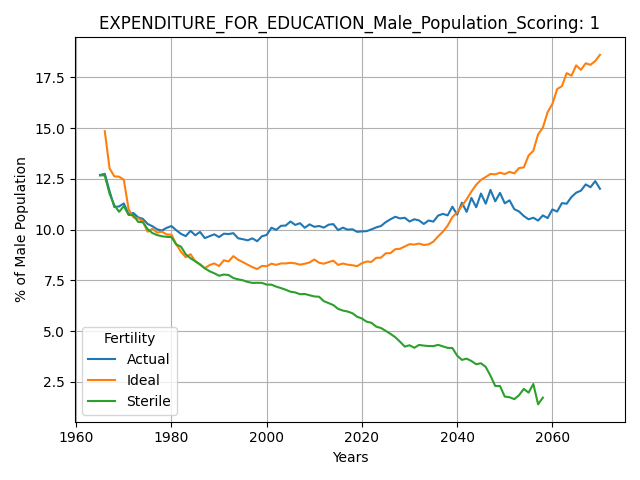 EXPENDITURE_FOR_EDUCATION_Male_Population_Scoring: 1
% of Male Population
17.5
15.0
12.5
10.0
7.5
5.0
2.5
Fertility
Actual
Ideal
Sterile
1960 1980 2000 2020 2040 2060
Years